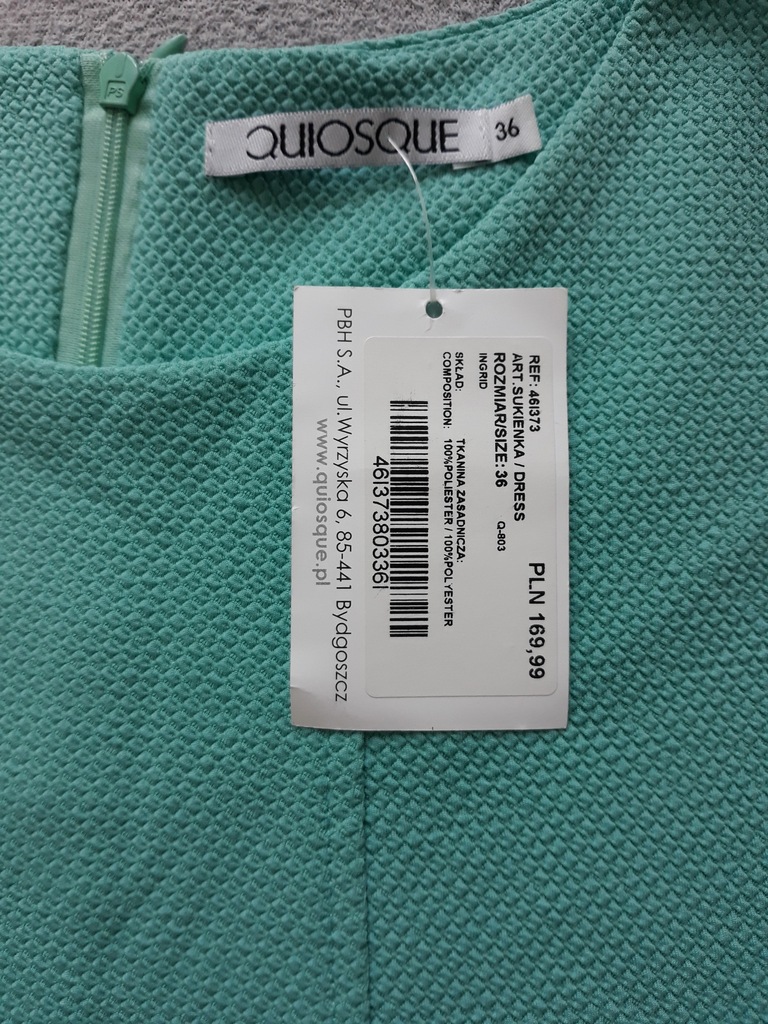 PS
QUIOSQUE 36
PBH S.A., ul.Wyrzyska 6, 85-441 Bydgoszcz
www.quiosque.pl
PLN 169,99
REF: 46I373
ART.SUKIENKA / DRESS
ROZMIAR/SIZE: 36 Q-803
INGRID
SKŁAD: TKANINA ZASADNICZA:
COMPOSITION: 100%POLIESTER / 100%POLYESTER
46I37380336I